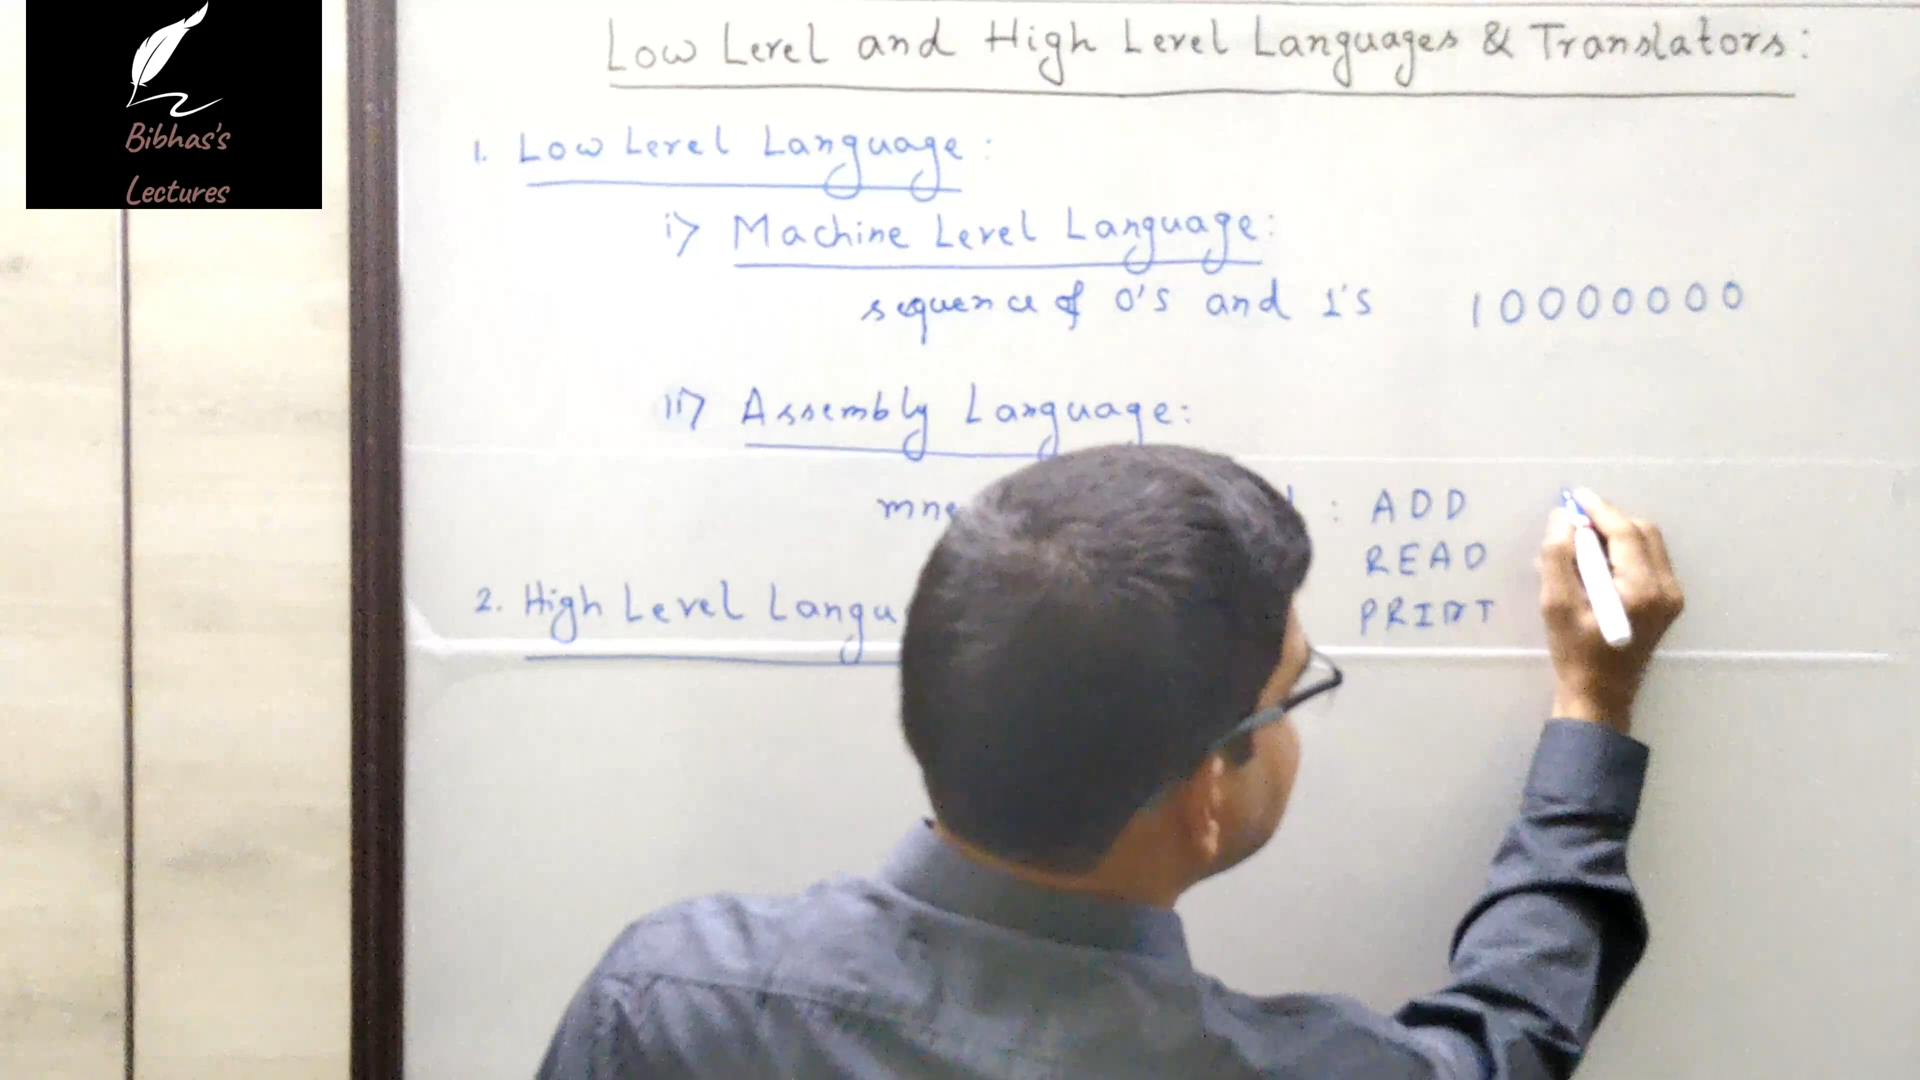 Bibhas's
Lectures
Low Level and High Level Languages & Translators:
1. Low Level Language:
i) Machine Level Language:
sequence of 0's and 1's 10000000
ii) Assembly Language:
: ADD
READ
PRINT
2. High Level Langu